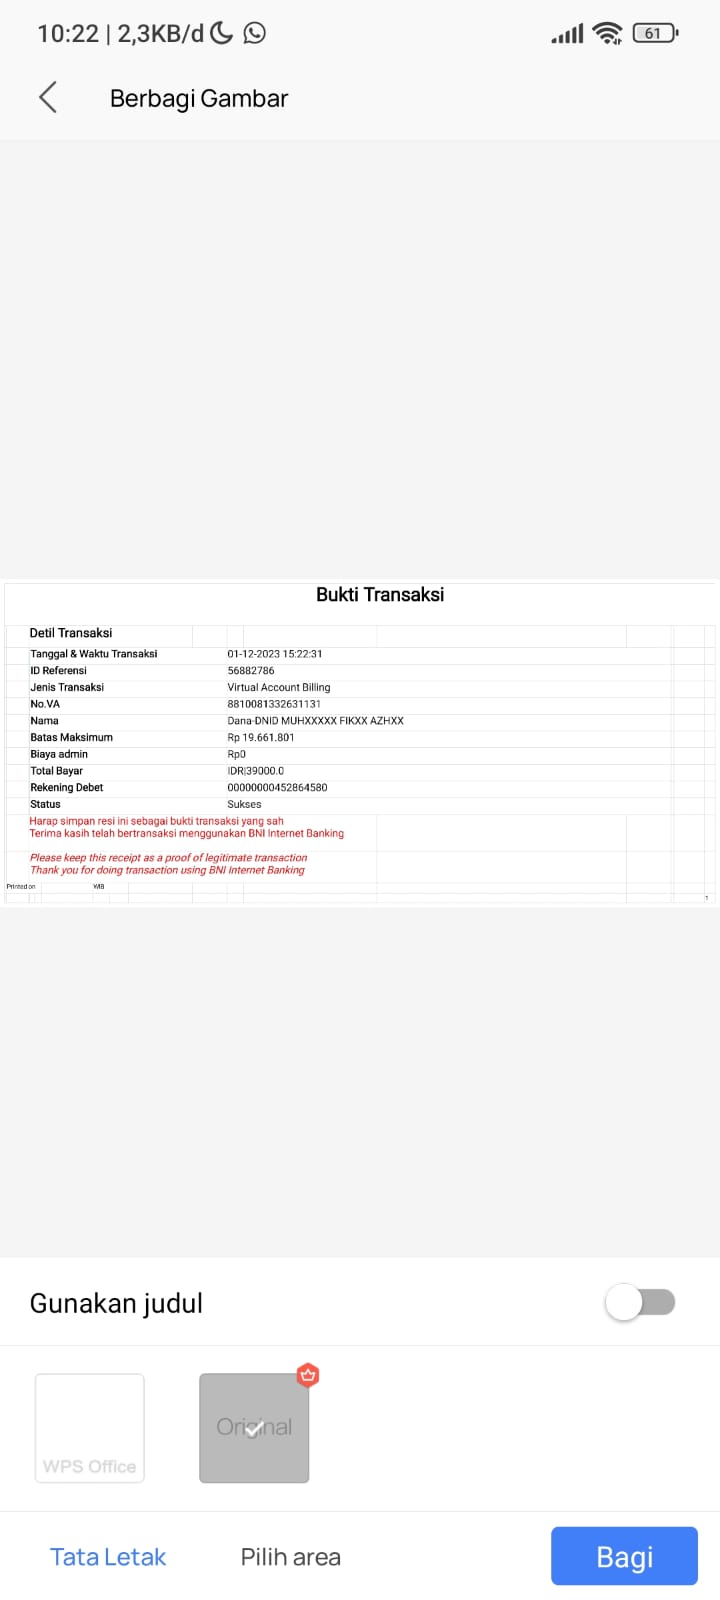 10:22 | 2,3KB/d
61
Berbagi Gambar
Bukti Transaksi
Detil Transaksi
Tanggal & Waktu Transaksi 01-12-2023 15:22:31
ID Referensi 56882786
Jenis Transaksi Virtual Account Billing
No.VA 8810081332631131
Nama Dana-DNID MUHXXXXX FIKXX AZHXX
Batas Maksimum Rp 19.661.801
Biaya admin Rp0
Total Bayar IDR|39000.0
Rekening Debet 00000000452864580
Status Sukses
Harap simpan resi ini sebagai bukti transaksi yang sah
Terima kasih telah bertransaksi menggunakan BNI Internet Banking
Please keep this receipt as a proof of legitimate transaction
Thank you for doing transaction using BNI Internet Banking
Printed on WIB
1
Gunakan judul
WPS Office
Original
Tata Letak
Pilih area
Bagi